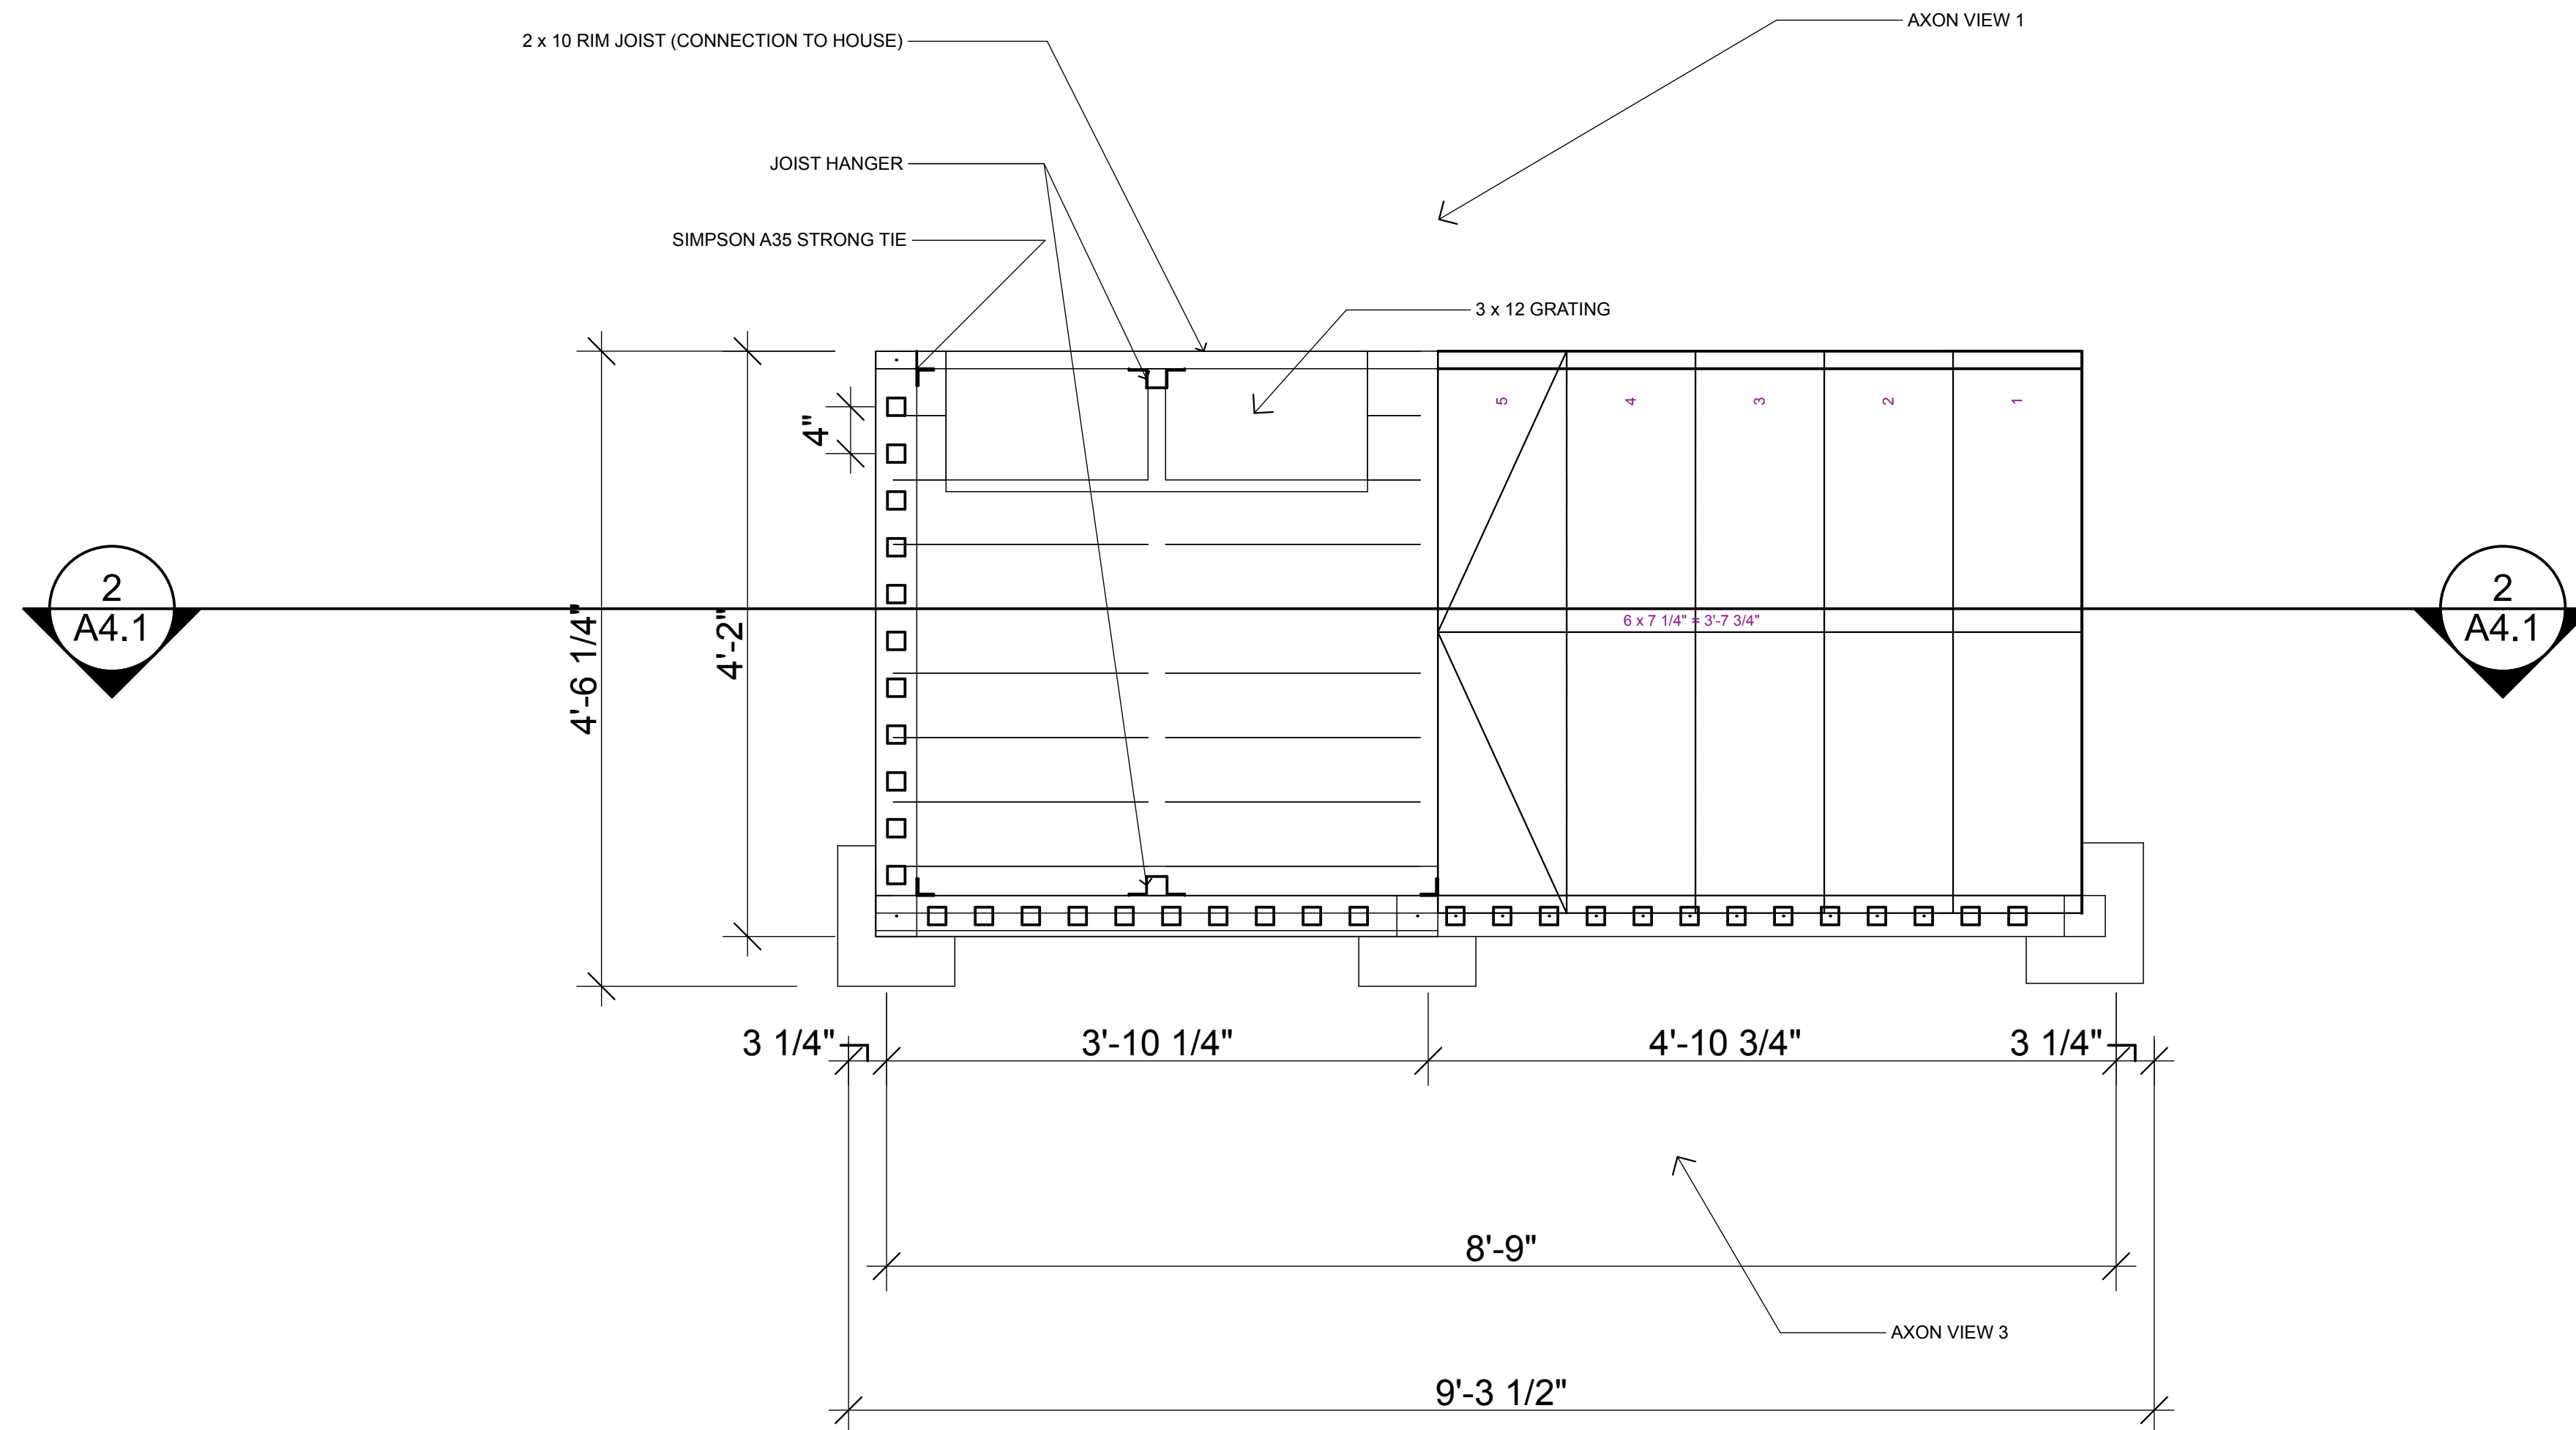 AXON VIEW 1
2 x 10 RIM JOIST (CONNECTION TO HOUSE)
JOIST HANGER
SIMPSON A35 STRONG TIE
3 x 12 GRATING
5
4
3
2
1
4"
2
A4.1
4'-6 1/4"
4'-2"
6 x 7 1/4" = 3'-7 3/4"
2
A4.1
3 1/4"
3'-10 1/4"
4'-10 3/4"
3 1/4"
8'-9"
AXON VIEW 3
9'-3 1/2"